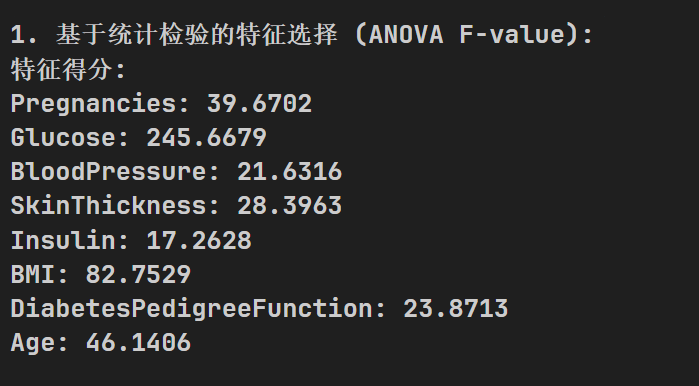 1. 基于统计检验的特征选择 (ANOVA F-value):
特征得分:
Pregnancies: 39.6702
Glucose: 245.6679
BloodPressure: 21.6316
SkinThickness: 28.3963
Insulin: 17.2628
BMI: 82.7529
DiabetesPedigreeFunction: 23.8713
Age: 46.1406